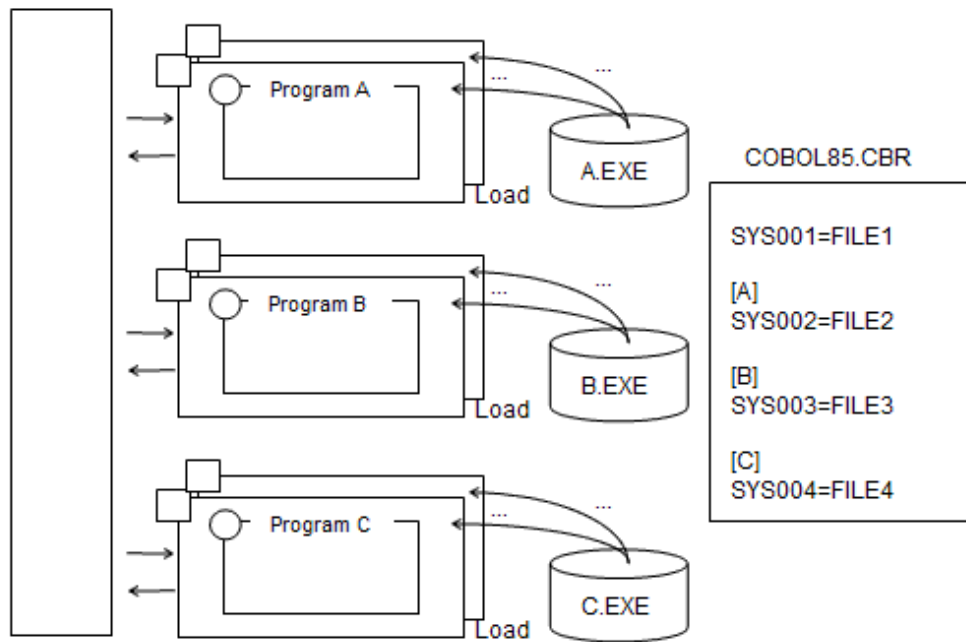 Program A
...
...
A.EXE
Load
Program B
...
...
B.EXE
Load
Program C
...
...
C.EXE
Load
COBOL85.CBR
SYS001=FILE1
[A]
SYS002=FILE2
[B]
SYS003=FILE3
[C]
SYS004=FILE4